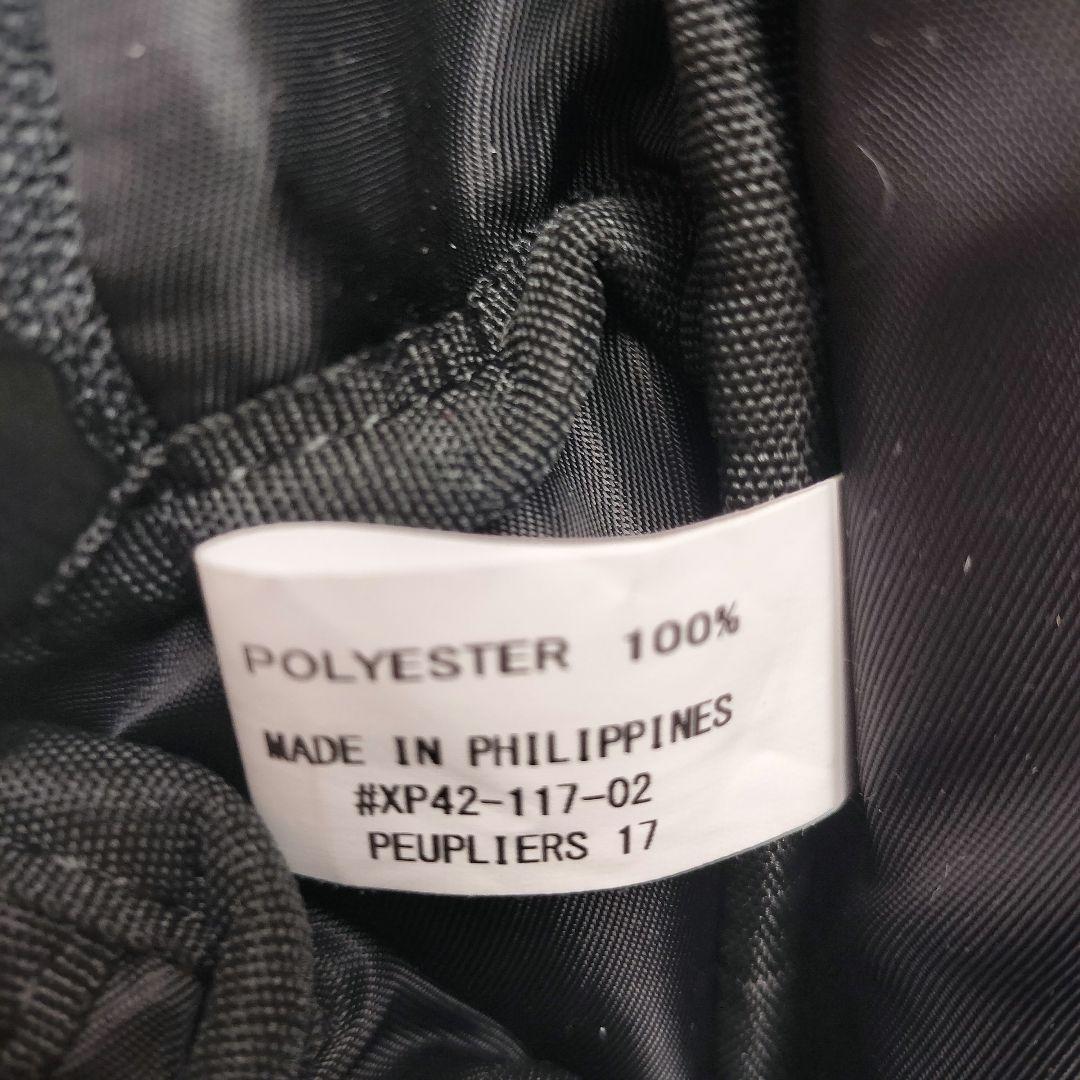 POLYESTER 100%
MADE IN PHILIPPINES
#XP42-117-02
PEUPLIERS 17